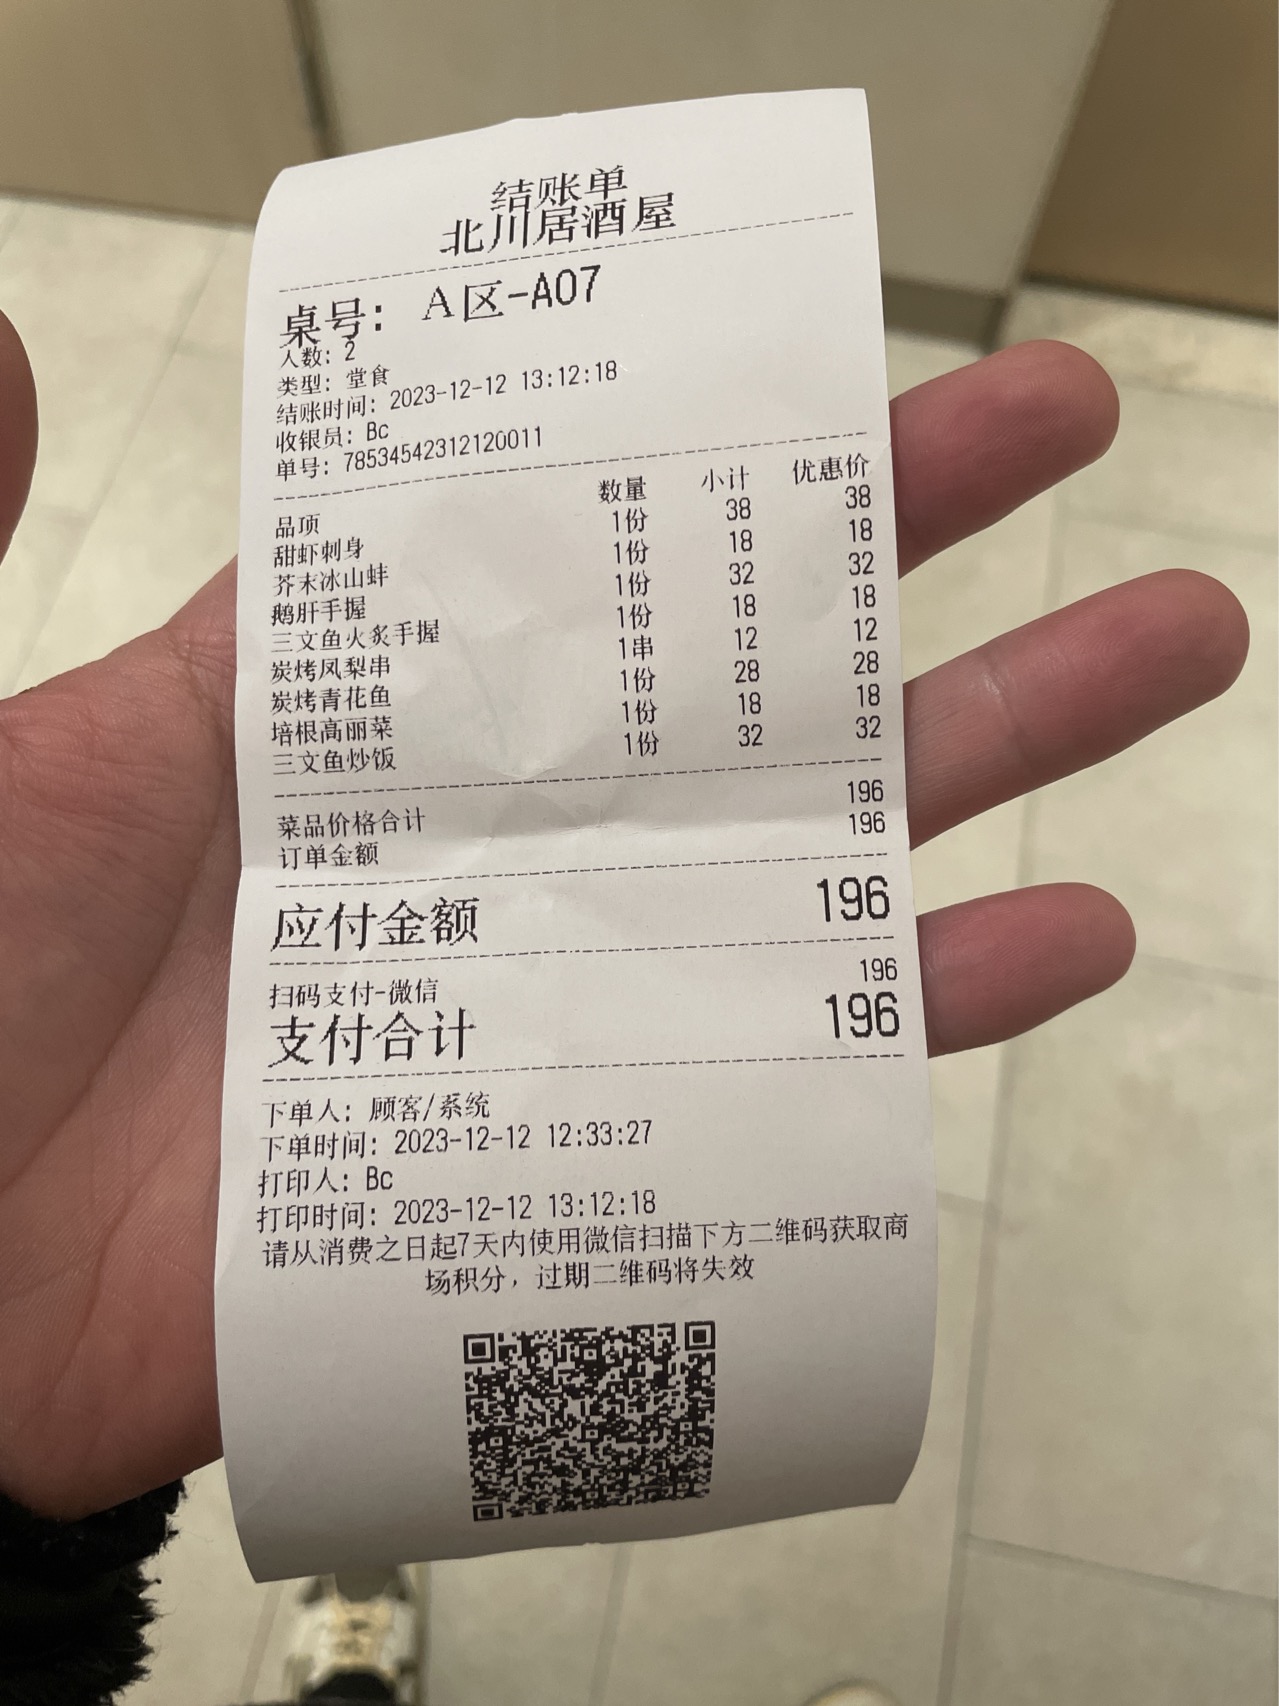 结账单
北川居酒屋
桌号： A区-A07
人数：2
类型：堂食
结账时间：2023-12-12 13:12:18
收银员：Bc
单号：78534542312120011
品项 数量 小计 优惠价
甜虾刺身 1份 38 38
芥末冰山蚌 1份 18 18
鹅肝手握 1份 32 32
三文鱼火炙手握 1份 18 18
炭烤凤梨串 1串 12 12
炭烤青花鱼 1份 28 28
培根高丽菜 1份 18 18
三文鱼炒饭 1份 32 32
菜品价格合计 196
订单金额 196
应付金额 196
扫码支付-微信 196
支付合计 196
下单人：顾客/系统
下单时间：2023-12-12 12:33:27
打印人：Bc
打印时间：2023-12-12 13:12:18
请从消费之日起7天内使用微信扫描下方二维码获取商
场积分，过期二维码将失效